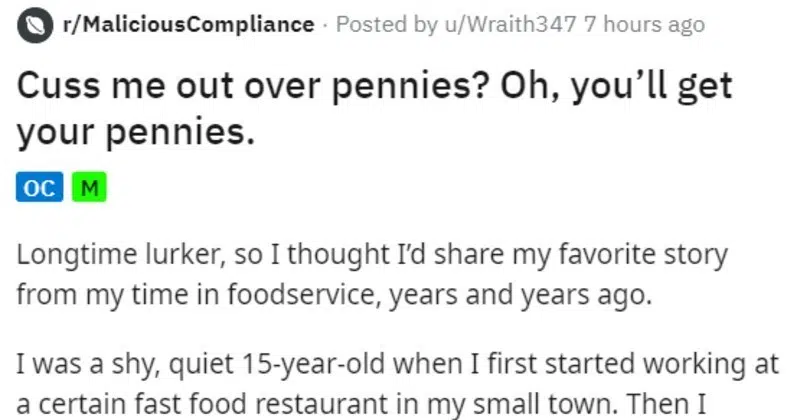 r/MaliciousCompliance · Posted by u/Wraith347 7 hours ago
Cuss me out over pennies? Oh, you’ll get
your pennies.
OC M
Longtime lurker, so I thought I’d share my favorite story
from my time in foodservice, years and years ago.
I was a shy, quiet 15-year-old when I first started working at
a certain fast food restaurant in my small town. Then I